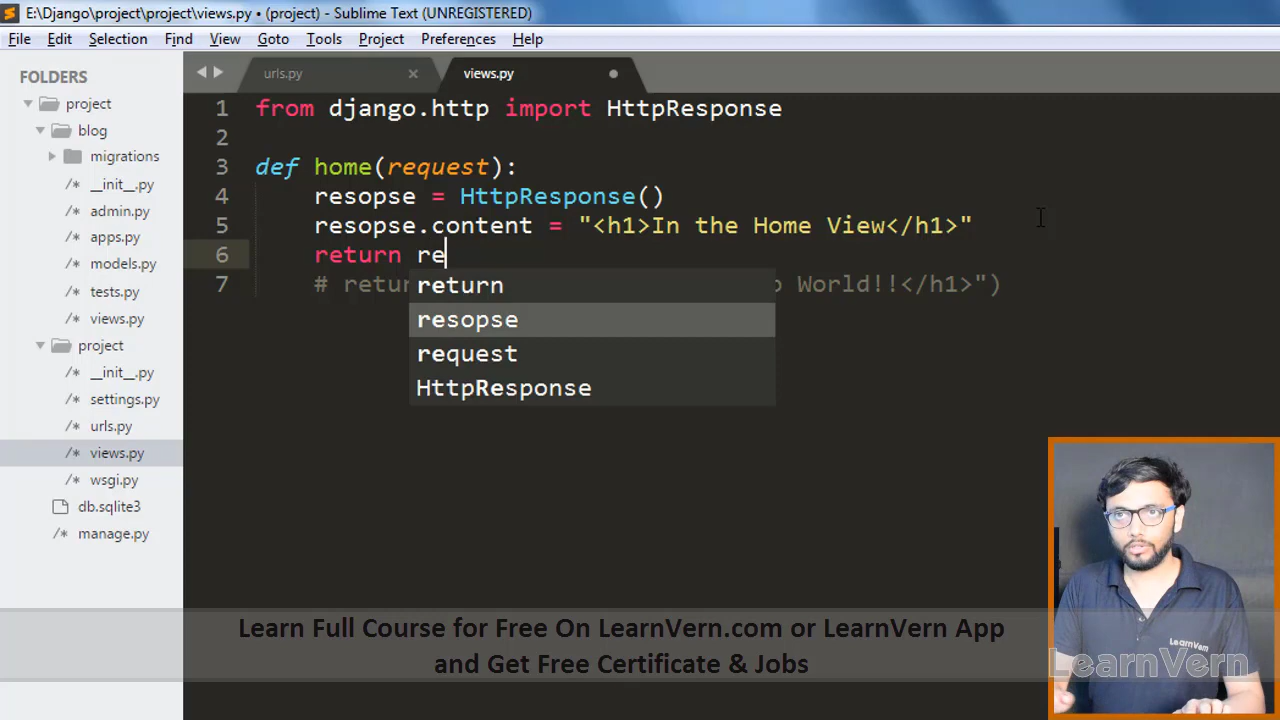 E:\Django\project\project\views.py • (project) - Sublime Text (UNREGISTERED)
File Edit Selection Find View Goto Tools Project Preferences Help
FOLDERS
project
blog
migrations
/* __init__.py
/* admin.py
/* apps.py
/* models.py
/* tests.py
/* views.py
project
/* __init__.py
/* settings.py
/* urls.py
/* views.py
/* wsgi.py
db.sqlite3
/* manage.py
urls.py × views.py
1 from django.http import HttpResponse
2
3 def home(request):
4 resopse = HttpResponse()
5 resopse.content = "<h1>In the Home View</h1>"
6 return re
7 # retur World!!</h1>")
return
resopse
request
HttpResponse
LearnVern
Learn Full Course for Free On LearnVern.com or LearnVern App
and Get Free Certificate & Jobs
LearnVern